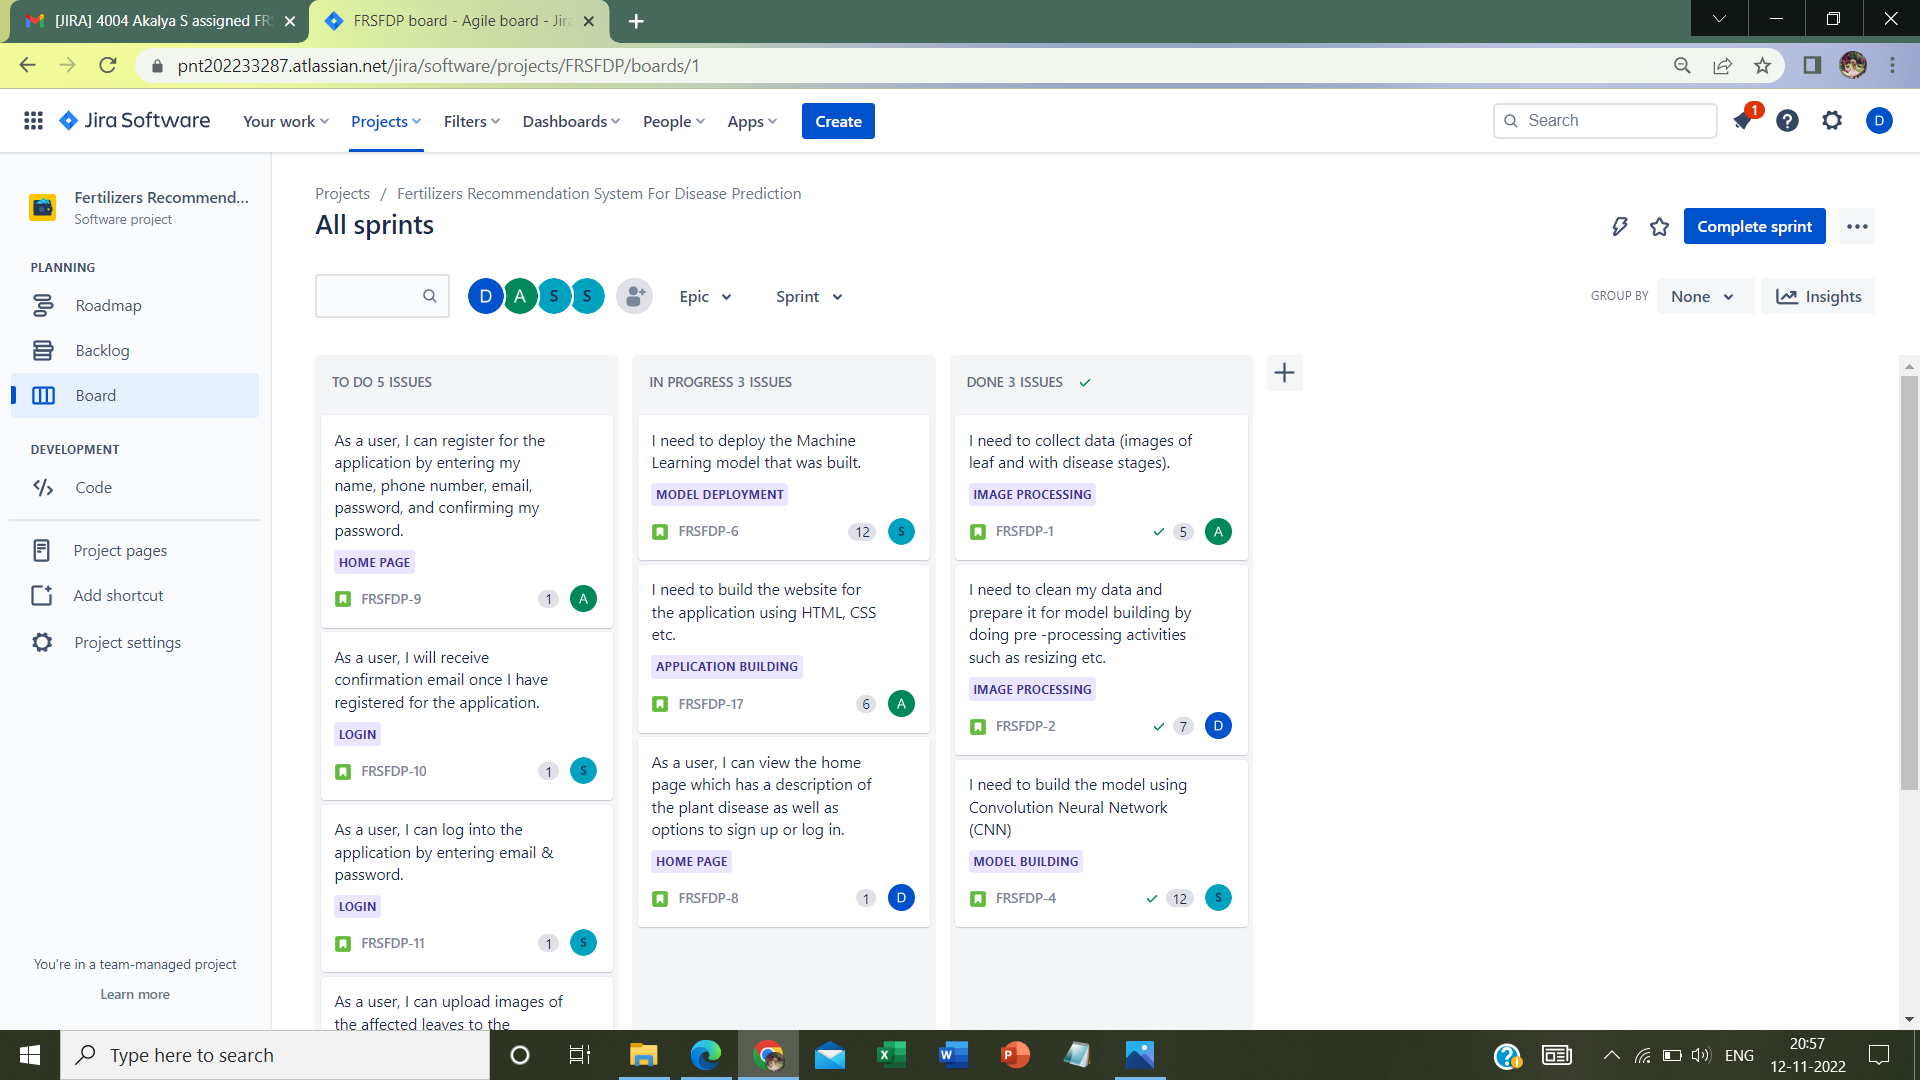 [JIRA] 4004 Akalya S assigned FRS
FRSFDP board - Agile board - Jira
pnt202233287.atlassian.net/jira/software/projects/FRSFDP/boards/1
Jira Software
Your work
Projects
Filters
Dashboards
People
Apps
Create
Search
1
D
Fertilizers Recommend...
Software project
PLANNING
Roadmap
Backlog
Board
DEVELOPMENT
Code
Project pages
Add shortcut
Project settings
You're in a team-managed project
Learn more
Projects / Fertilizers Recommendation System For Disease Prediction
All sprints
Complete sprint
D A S S
Epic
Sprint
GROUP BY
None
Insights
TO DO 5 ISSUES
As a user, I can register for the
application by entering my
name, phone number, email,
password, and confirming my
password.
HOME PAGE
FRSFDP-9 1 A
As a user, I will receive
confirmation email once I have
registered for the application.
LOGIN
FRSFDP-10 1 S
As a user, I can log into the
application by entering email &
password.
LOGIN
FRSFDP-11 1 S
As a user, I can upload images of
the affected leaves to the
IN PROGRESS 3 ISSUES
I need to deploy the Machine
Learning model that was built.
MODEL DEPLOYMENT
FRSFDP-6 12 S
I need to build the website for
the application using HTML, CSS
etc.
APPLICATION BUILDING
FRSFDP-17 6 A
As a user, I can view the home
page which has a description of
the plant disease as well as
options to sign up or log in.
HOME PAGE
FRSFDP-8 1 D
DONE 3 ISSUES
I need to collect data (images of
leaf and with disease stages).
IMAGE PROCESSING
FRSFDP-1 5 A
I need to clean my data and
prepare it for model building by
doing pre -processing activities
such as resizing etc.
IMAGE PROCESSING
FRSFDP-2 7 D
I need to build the model using
Convolution Neural Network
(CNN)
MODEL BUILDING
FRSFDP-4 12 S
Type here to search
ENG
20:57
12-11-2022